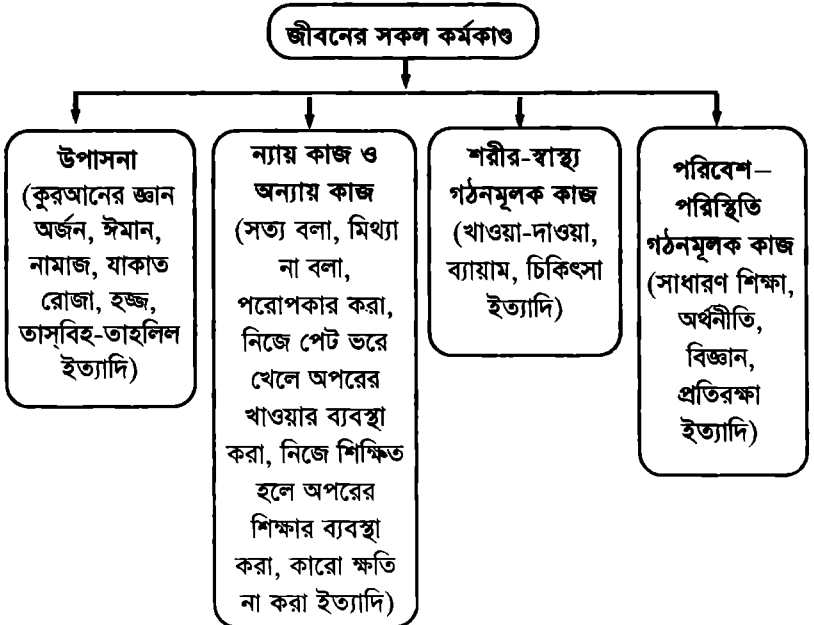 জীবনের সকল কর্মকাণ্ড
উপাসনা
(কুরআনের জ্ঞান
অর্জন, ঈমান,
নামাজ, যাকাত
রোজা, হজ্জ,
তাস্‌বিহ-তাহলিল
ইত্যাদি)
ন্যায় কাজ ও
অন্যায় কাজ
(সত্য বলা, মিথ্যা
না বলা,
পরোপকার করা,
নিজে পেট ভরে
খেলে অপরের
খাওয়ার ব্যবস্থা
করা, নিজে শিক্ষিত
হলে অপরের
শিক্ষার ব্যবস্থা
করা, কারো ক্ষতি
না করা ইত্যাদি)
শরীর-স্বাস্থ্য
গঠনমূলক কাজ
(খাওয়া-দাওয়া,
ব্যায়াম, চিকিৎসা
ইত্যাদি)
পরিবেশ–
পরিস্থিতি
গঠনমূলক কাজ
(সাধারণ শিক্ষা,
অর্থনীতি,
বিজ্ঞান,
প্রতিরক্ষা
ইত্যাদি)